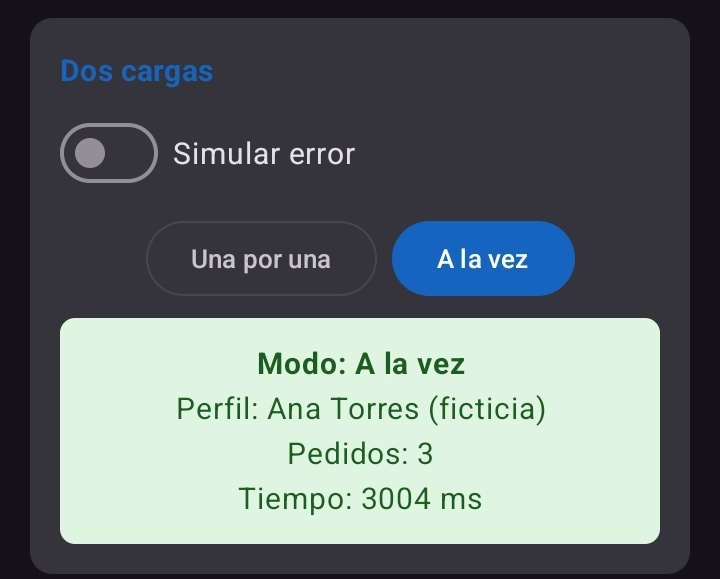 Dos cargas
Simular error
Una por una
A la vez
Modo: A la vez
Perfil: Ana Torres (ficticia)
Pedidos: 3
Tiempo: 3004 ms